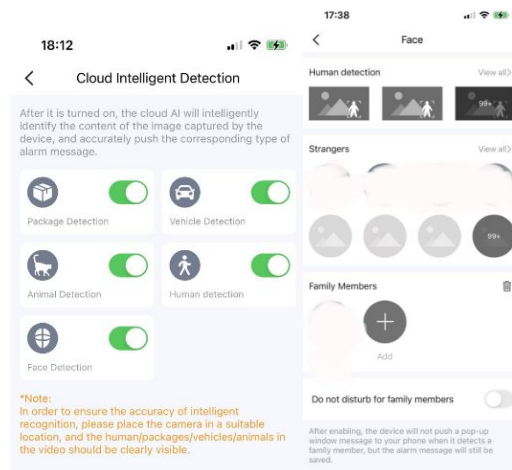 18:12
Cloud Intelligent Detection
After it is turned on, the cloud AI will intelligently
identify the content of the image captured by the
device, and accurately push the corresponding type of
alarm message.
Package Detection
Vehicle Detection
Animal Detection
Human detection
Face Detection
*Note:
In order to ensure the accuracy of intelligent
recognition, please place the camera in a suitable
location, and the human/packages/vehicles/animals in
the video should be clearly visible.
17:38
Face
Human detection
View all>
99+
Strangers
View all>
99+
Family Members
Add
Do not disturb for family members
After enabling, the device will not push a pop-up
window message to your phone when it detects a
family member, but the alarm message will still be
saved.